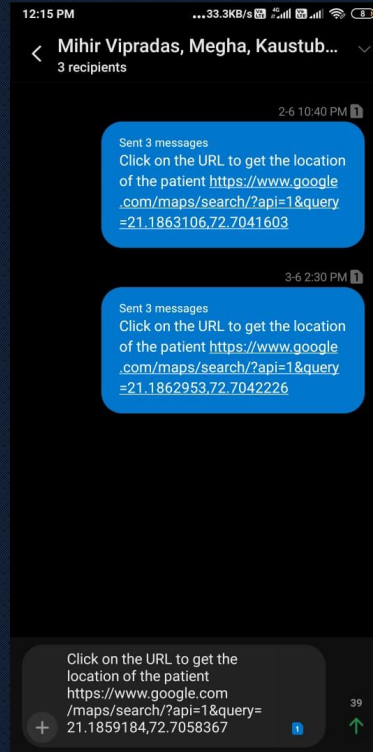 12:15 PM ...33.3KB/s 4G 8
Mihir Vipradas, Megha, Kaustub...
3 recipients
2-6 10:40 PM 1
Sent 3 messages
Click on the URL to get the location
of the patient https://www.google
.com/maps/search/?api=1&query
=21.1863106,72.7041603
3-6 2:30 PM 1
Sent 3 messages
Click on the URL to get the location
of the patient https://www.google
.com/maps/search/?api=1&query
=21.1862953,72.7042226
Click on the URL to get the
location of the patient
https://www.google.com
/maps/search/?api=1&query=
21.1859184,72.7058367
1
39